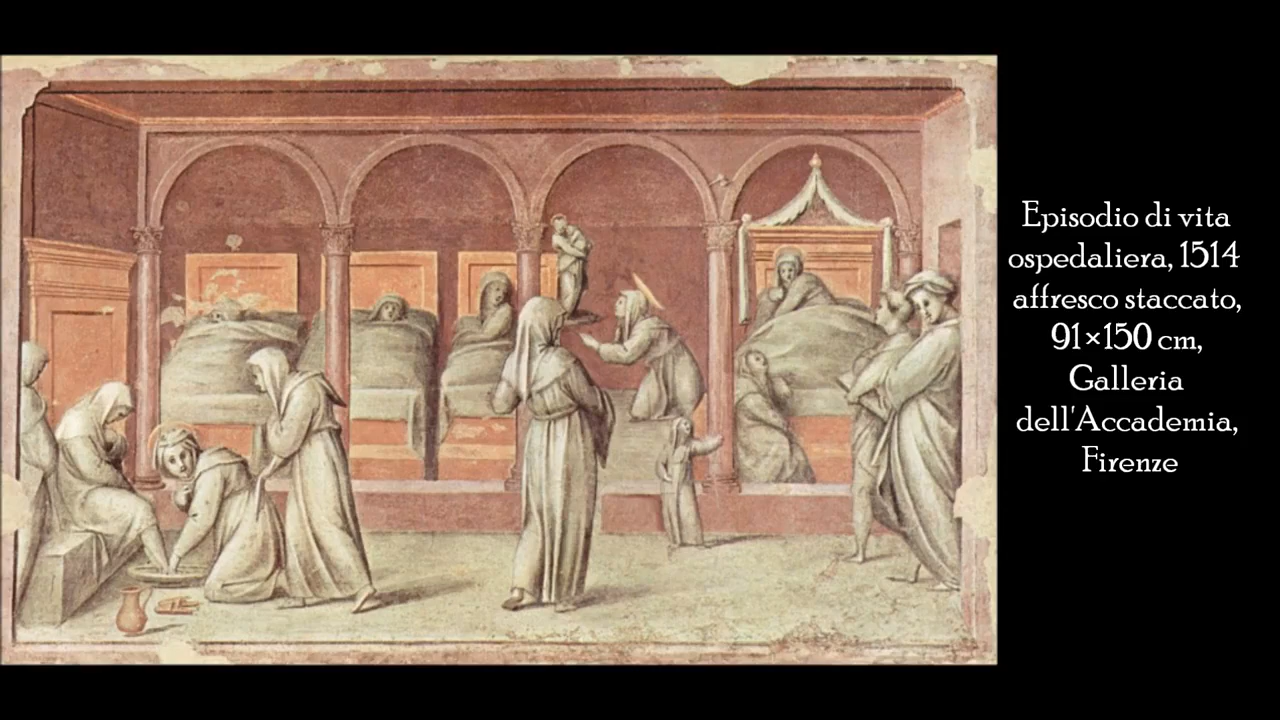 Episodio di vita
ospedaliera, 1514
affresco staccato,
91×150 cm,
Galleria
dell'Accademia,
Firenze